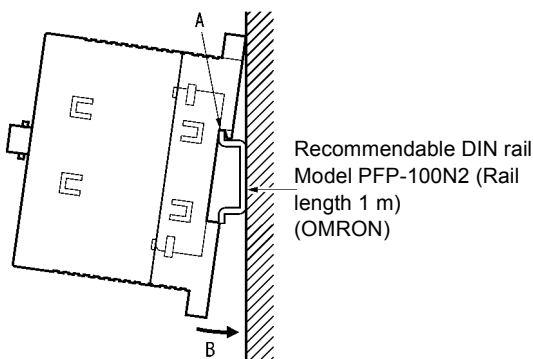 A
Recommendable DIN rail
Model PFP-100N2 (Rail
length 1 m)
(OMRON)
B